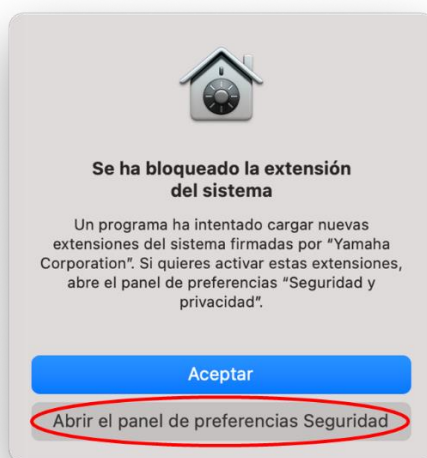 Se ha bloqueado la extensión
del sistema
Un programa ha intentado cargar nuevas
extensiones del sistema firmadas por “Yamaha
Corporation”. Si quieres activar estas extensiones,
abre el panel de preferencias “Seguridad y
privacidad”.
Aceptar
Abrir el panel de preferencias Seguridad